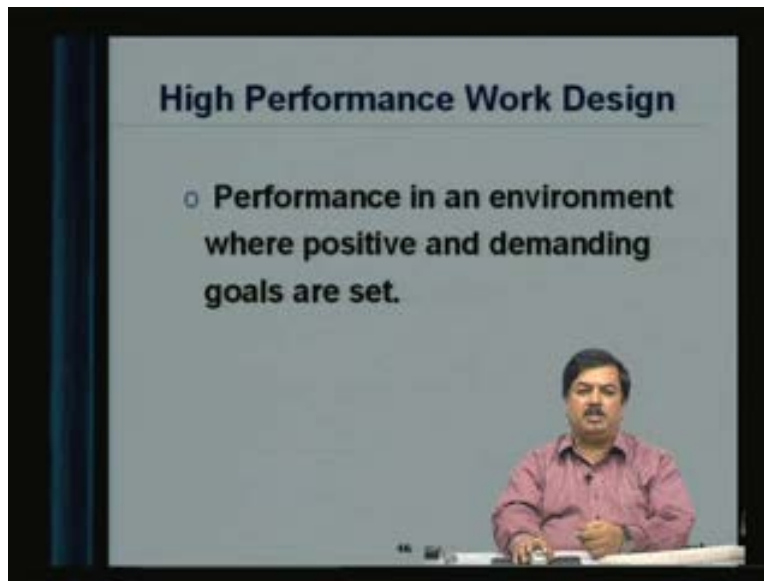 High Performance Work Design
o Performance in an environment
where positive and demanding
goals are set.